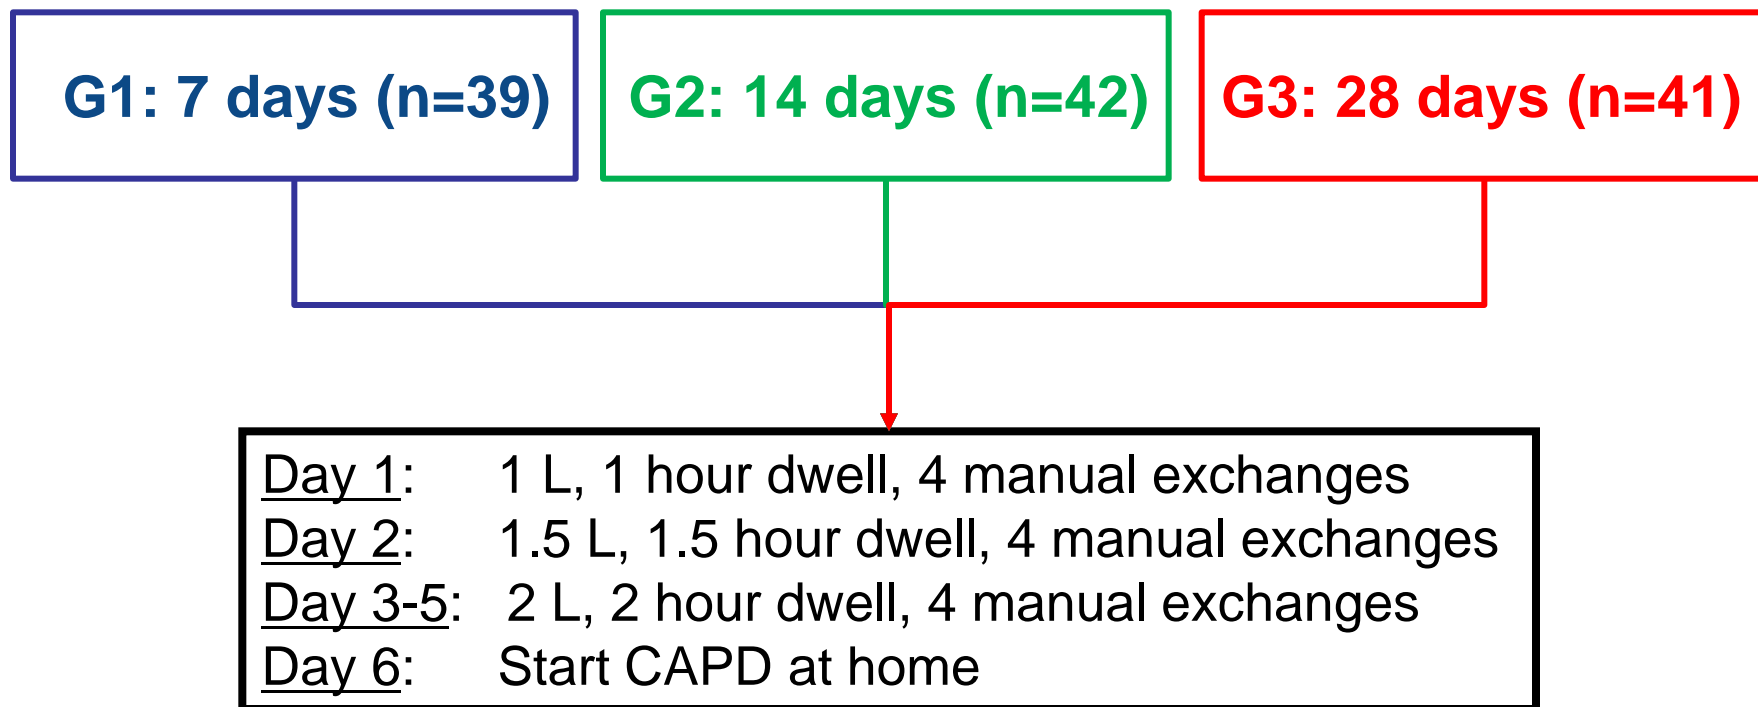 G1: 7 days (n=39)
G2: 14 days (n=42)
G3: 28 days (n=41)
Day 1: 1 L, 1 hour dwell, 4 manual exchanges
Day 2: 1.5 L, 1.5 hour dwell, 4 manual exchanges
Day 3-5: 2 L, 2 hour dwell, 4 manual exchanges
Day 6: Start CAPD at home